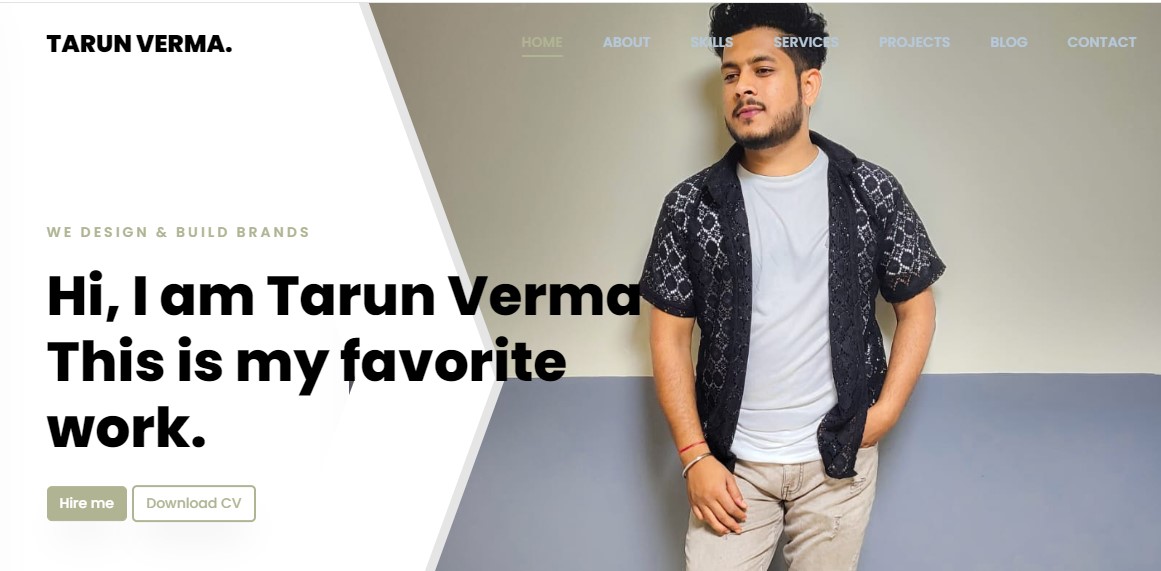 TARUN VERMA.
HOME ABOUT SKILLS SERVICES PROJECTS BLOG CONTACT
WE DESIGN & BUILD BRANDS
Hi, I am Tarun Verma
This is my favorite
work.
Hire me
Download CV